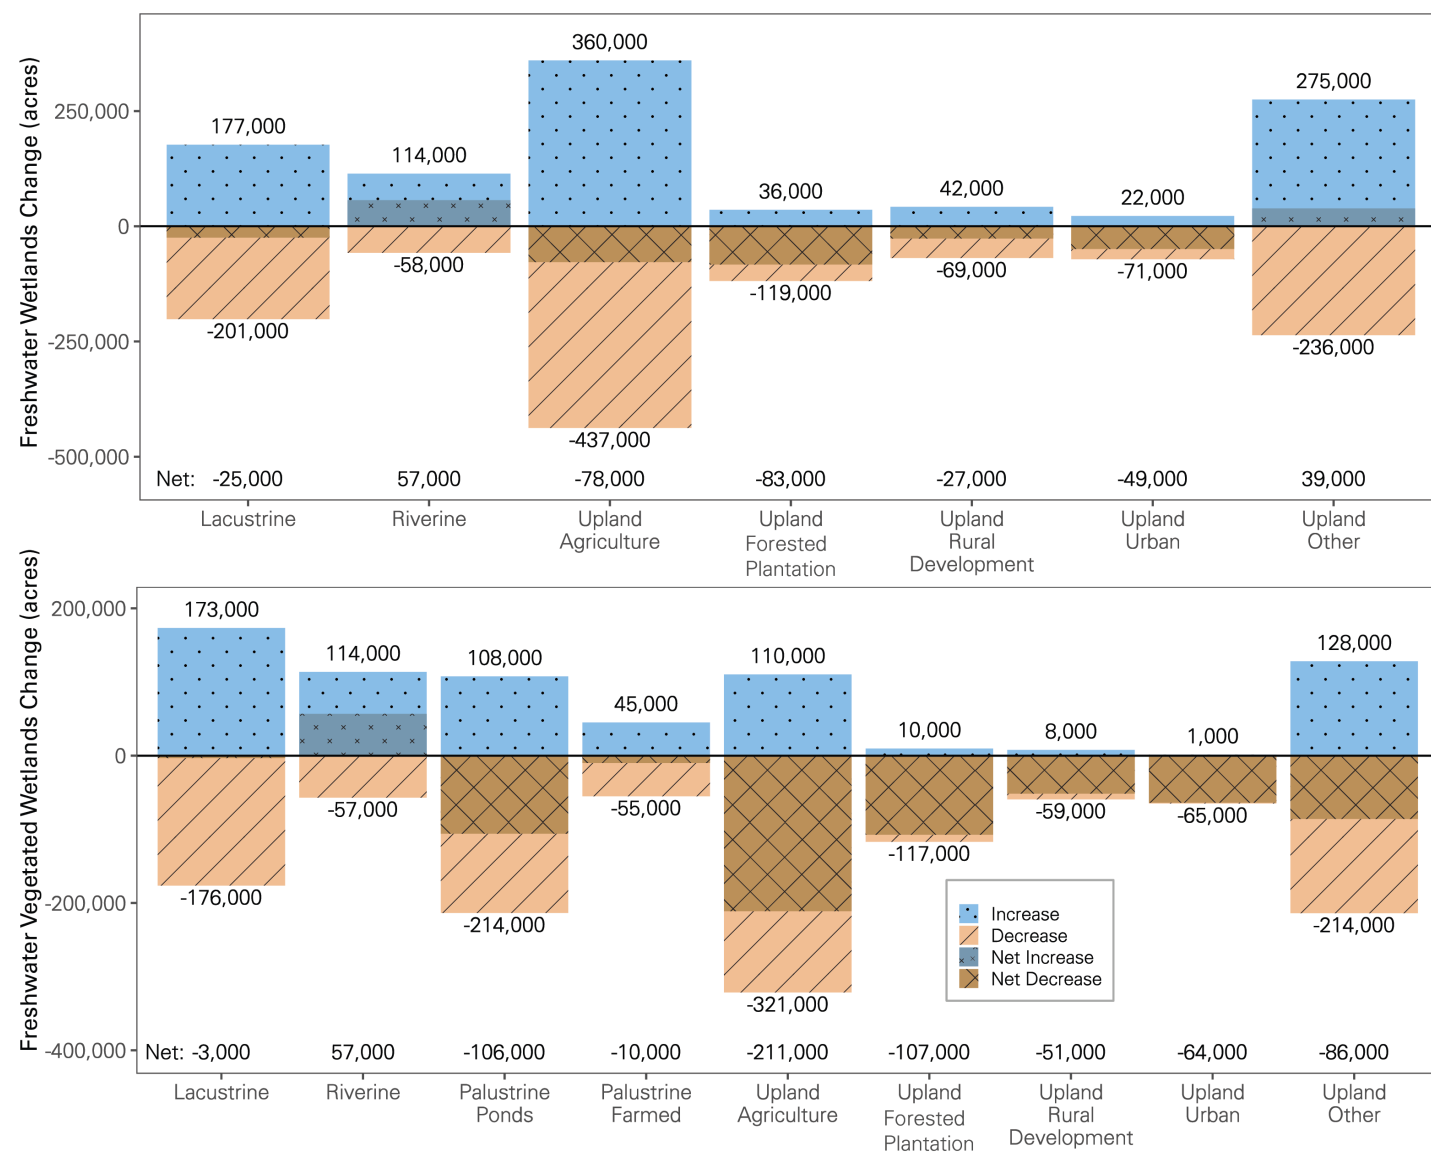 Freshwater Wetlands Change (acres)
250,000
0
-250,000
-500,000
177,000
114,000
360,000
36,000
42,000
22,000
275,000
-201,000
-58,000
-437,000
-119,000
-69,000
-71,000
-236,000
Net: -25,000 57,000 -78,000 -83,000 -27,000 -49,000 39,000
Lacustrine
Riverine
Upland
Agriculture
Upland
Forested
Plantation
Upland
Rural
Development
Upland
Urban
Upland
Other
Freshwater Vegetated Wetlands Change (acres)
200,000
0
-200,000
-400,000
173,000
114,000
108,000
45,000
110,000
10,000
8,000
1,000
128,000
-176,000
-57,000
-214,000
-55,000
-321,000
-117,000
-59,000
-65,000
-214,000
Increase
Decrease
Net Increase
Net Decrease
Net: -3,000 57,000 -106,000 -10,000 -211,000 -107,000 -51,000 -64,000 -86,000
Lacustrine
Riverine
Palustrine
Ponds
Palustrine
Farmed
Upland
Agriculture
Upland
Forested
Plantation
Upland
Rural
Development
Upland
Urban
Upland
Other